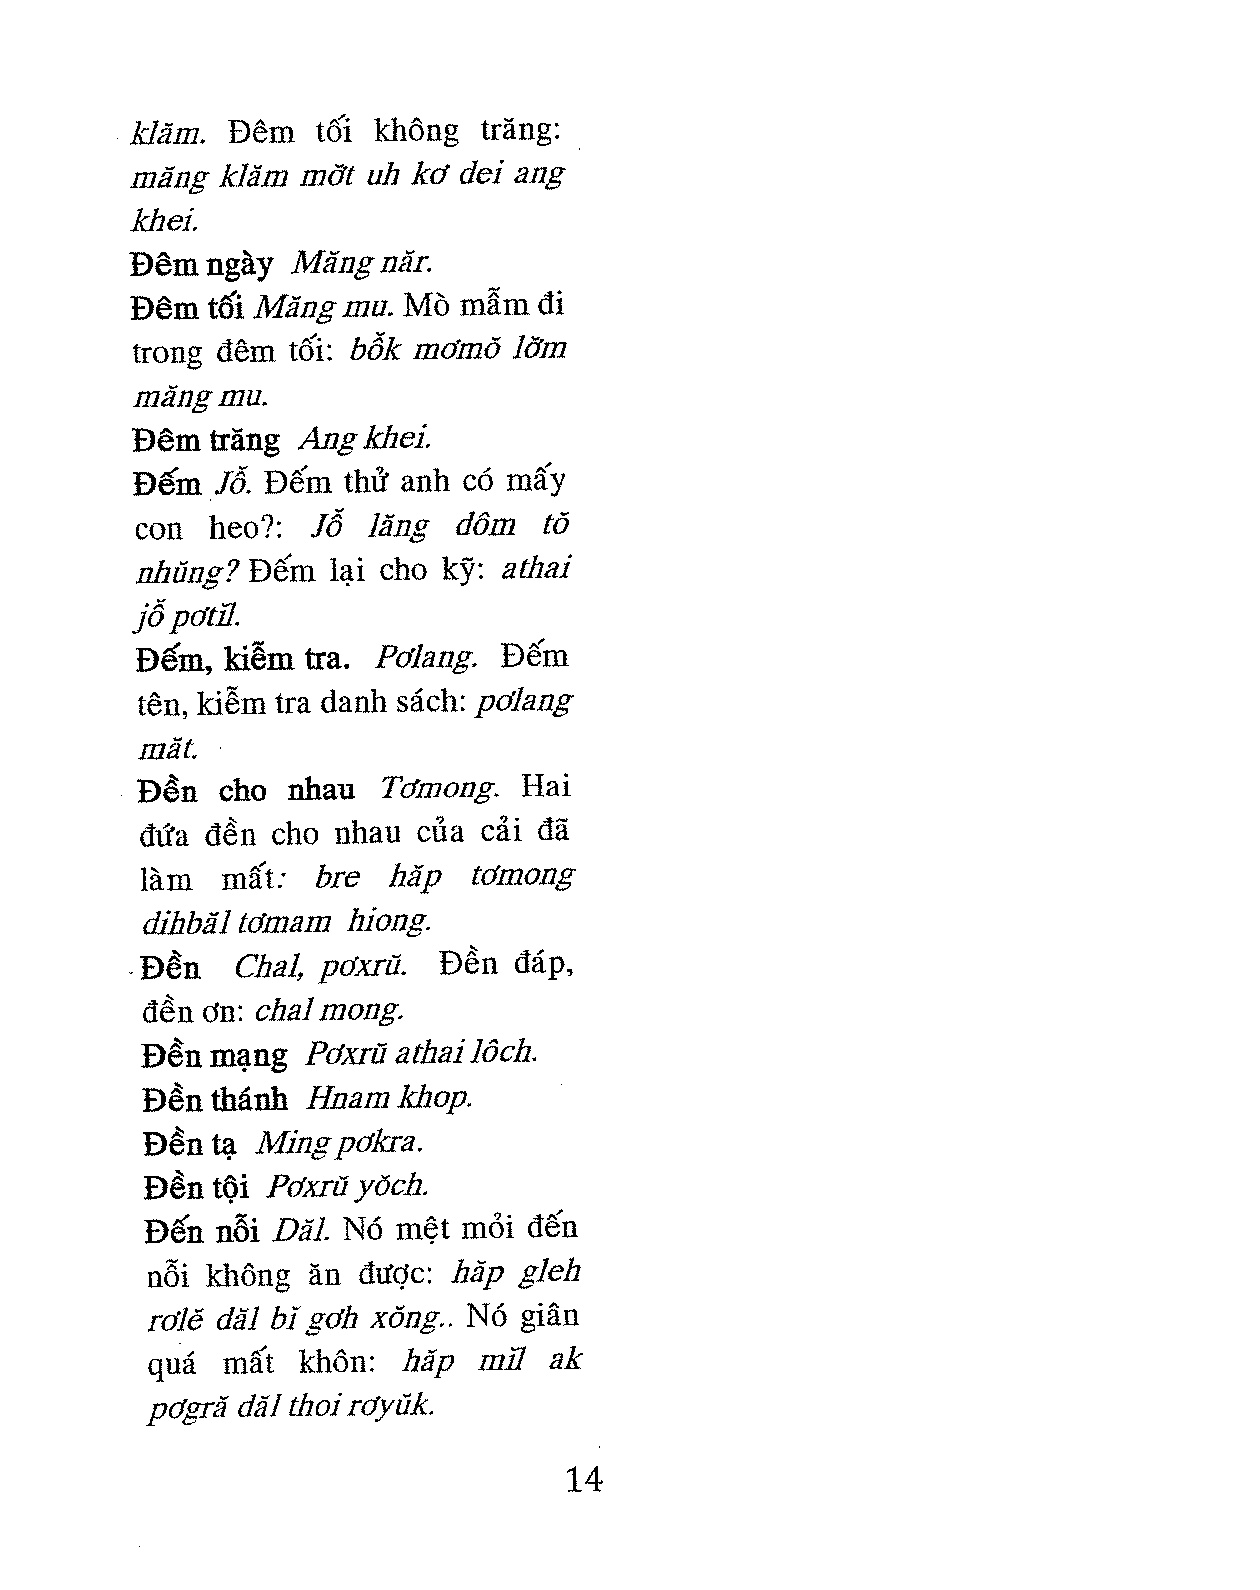 klăm. Đêm tối không trăng:
măng klăm mơ̆t uh kơ dei ang
khei.
Đêm ngày Măng năr.
Đêm tối Măng mu. Mò mẫm đi
trong đêm tối: bô̆k mơmŏ lơ̆m
măng mu.
Đêm trăng Ang khei.
Đếm Jô̆. Đếm thử anh có mấy
con heo?: Jô̆ lăng dôm tŏ
nhŭng? Đếm lại cho kỹ: athai
jô̆ pơtĭl.
Đếm, kiểm tra. Pơlang. Đếm
tên, kiểm tra danh sách: pơlang
măt.
Đền cho nhau Tơmong. Hai
đứa đền cho nhau của cải đã
làm mất: bre hăp tơmong
dihbăl tơmam hiong.
Đền Chal, pơxrŭ. Đền đáp,
đền ơn: chal mong.
Đền mạng Pơxrŭ athai lôch.
Đền thánh Hnam khop.
Đền tạ Ming pơkra.
Đền tội Pơxrŭ yŏch.
Đến nỗi Dăl. Nó mệt mỏi đến
nỗi không ăn được: hăp gleh
rơlĕ dăl bĭ gơh xŏng.. Nó giân
quá mất khôn: hăp mĭl ak
pơgră dăl thoi rơyŭk.
14